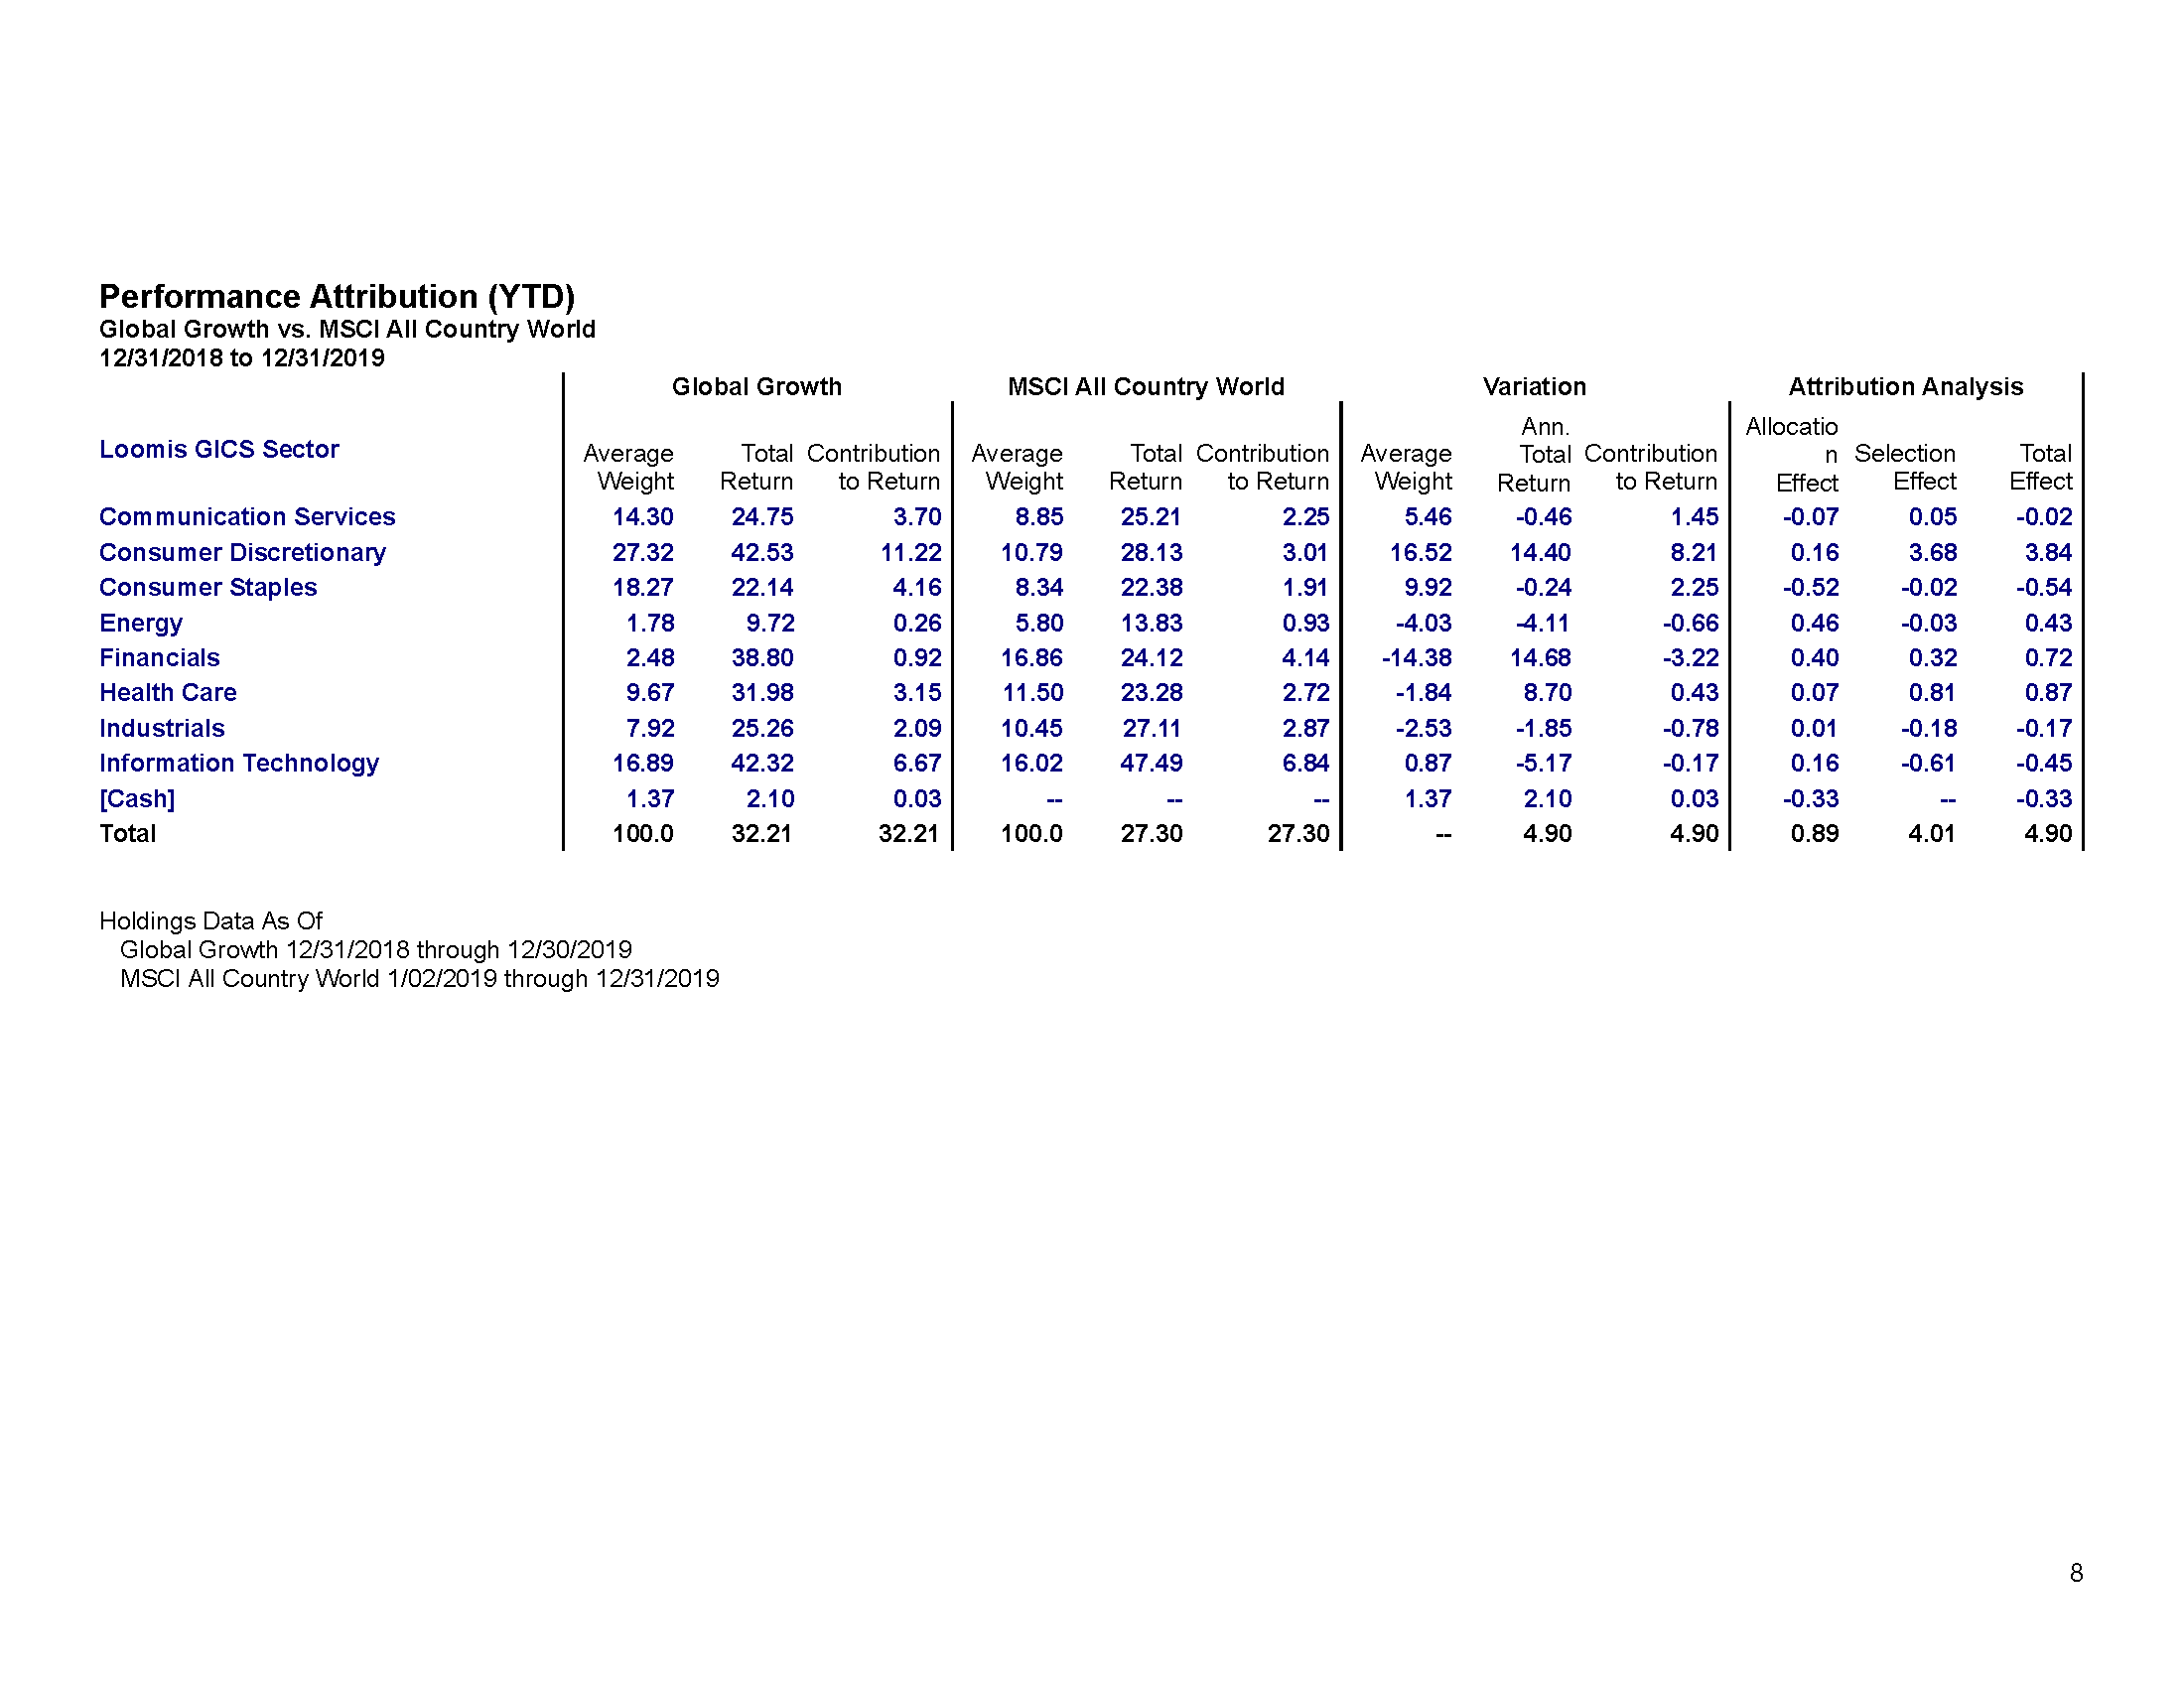 Performance Attribution (YTD)
Global Growth vs. MSCI All Country World
12/31/2018 to 12/31/2019
Global Growth MSCI All Country World Variation Attribution Analysis
Loomis GICS Sector Average Weight Total Return Contribution to Return Average Weight Total Return Contribution to Return Average Weight Ann. Total Return Contribution to Return Allocatio n Effect Selection Effect Total Effect
Communication Services 14.30 24.75 3.70 8.85 25.21 2.25 5.46 -0.46 1.45 -0.07 0.05 -0.02
Consumer Discretionary 27.32 42.53 11.22 10.79 28.13 3.01 16.52 14.40 8.21 0.16 3.68 3.84
Consumer Staples 18.27 22.14 4.16 8.34 22.38 1.91 9.92 -0.24 2.25 -0.52 -0.02 -0.54
Energy 1.78 9.72 0.26 5.80 13.83 0.93 -4.03 -4.11 -0.66 0.46 -0.03 0.43
Financials 2.48 38.80 0.92 16.86 24.12 4.14 -14.38 14.68 -3.22 0.40 0.32 0.72
Health Care 9.67 31.98 3.15 11.50 23.28 2.72 -1.84 8.70 0.43 0.07 0.81 0.87
Industrials 7.92 25.26 2.09 10.45 27.11 2.87 -2.53 -1.85 -0.78 0.01 -0.18 -0.17
Information Technology 16.89 42.32 6.67 16.02 47.49 6.84 0.87 -5.17 -0.17 0.16 -0.61 -0.45
[Cash] 1.37 2.10 0.03 -- -- -- 1.37 2.10 0.03 -0.33 -- -0.33
Total 100.0 32.21 32.21 100.0 27.30 27.30 -- 4.90 4.90 0.89 4.01 4.90
Holdings Data As Of
Global Growth 12/31/2018 through 12/30/2019
MSCI All Country World 1/02/2019 through 12/31/2019
8